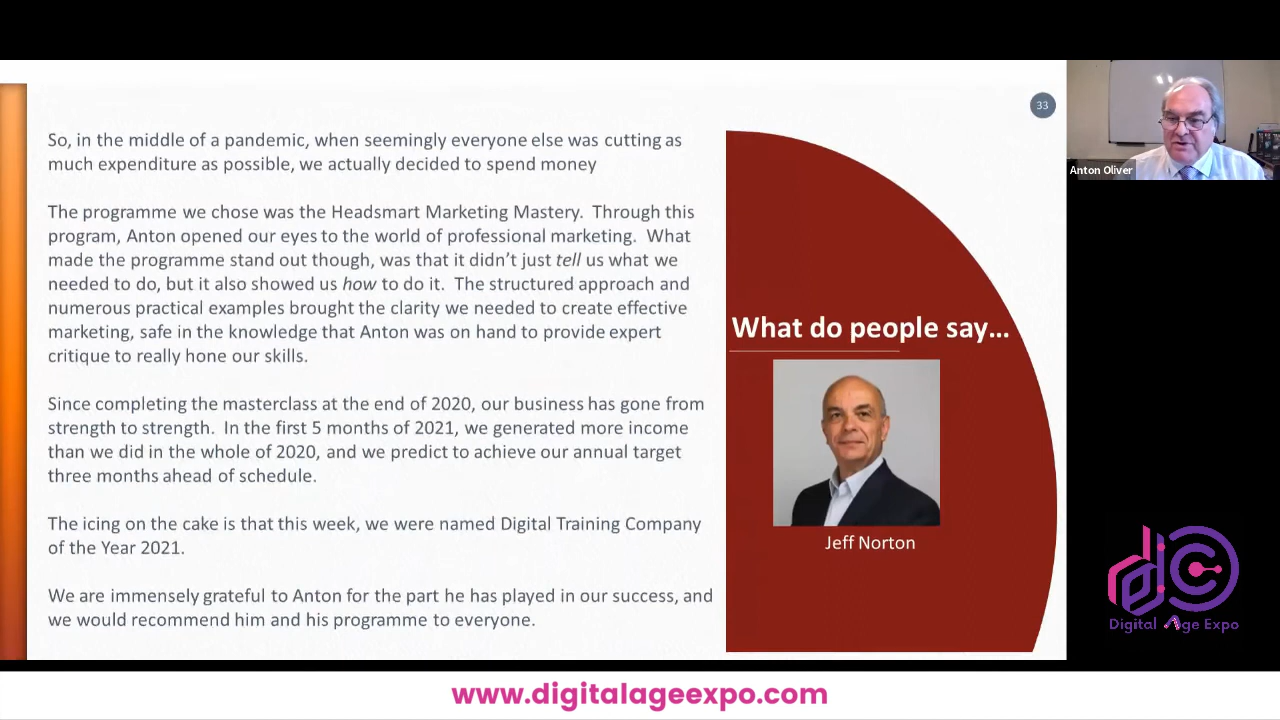 33
So, in the middle of a pandemic, when seemingly everyone else was cutting as
much expenditure as possible, we actually decided to spend money
The programme we chose was the Headsmart Marketing Mastery. Through this
program, Anton opened our eyes to the world of professional marketing. What
made the programme stand out though, was that it didn't just tell us what we
needed to do, but it also showed us how to do it. The structured approach and
numerous practical examples brought the clarity we needed to create effective
marketing, safe in the knowledge that Anton was on hand to provide expert
critique to really hone our skills.
Since completing the masterclass at the end of 2020, our business has gone from
strength to strength. In the first 5 months of 2021, we generated more income
than we did in the whole of 2020, and we predict to achieve our annual target
three months ahead of schedule.
The icing on the cake is that this week, we were named Digital Training Company
of the Year 2021.
We are immensely grateful to Anton for the part he has played in our success, and
we would recommend him and his programme to everyone.
What do people say...
Jeff Norton
Anton Oliver
Digital Age Expo
www.digitalageexpo.com